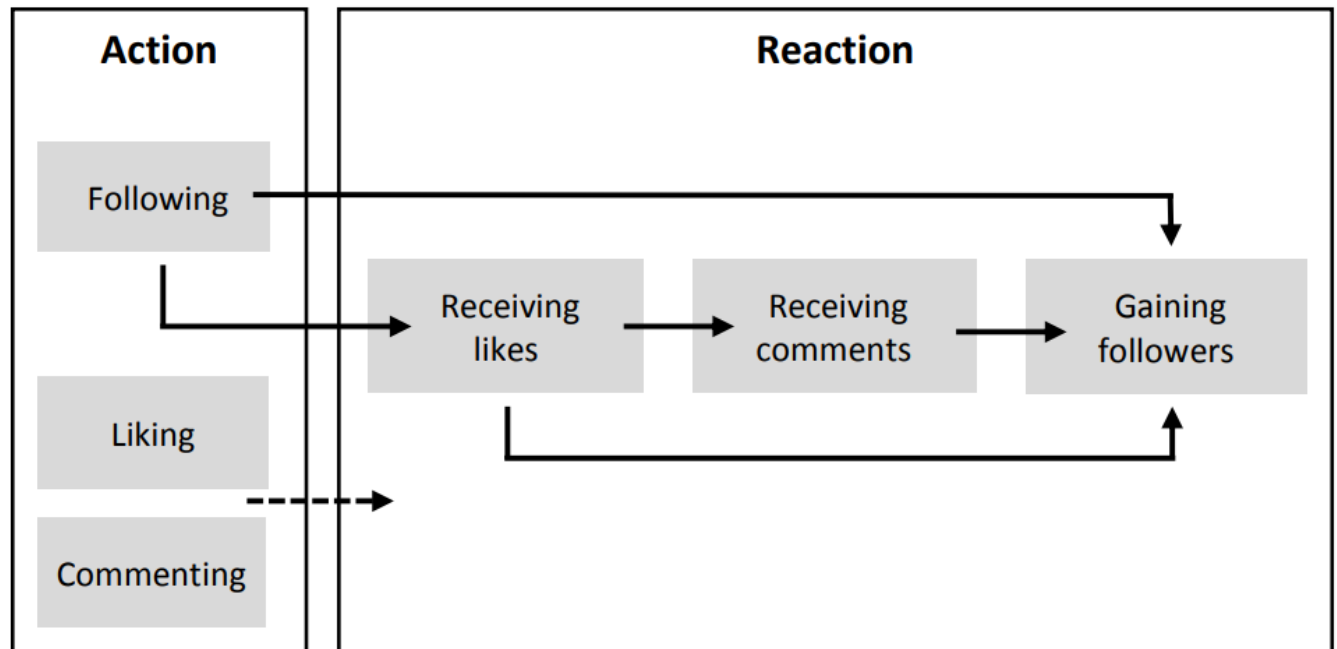 Action
Reaction
Following
Receiving
likes
Receiving
comments
Gaining
followers
Liking
Commenting